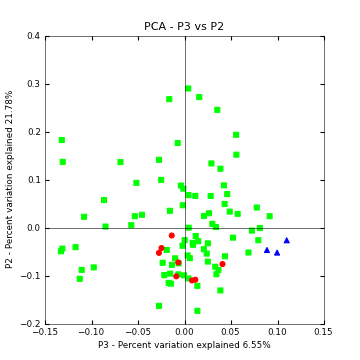 PCA - P3 vs P2
0.4
0.3
0.2
0.1
0.0
−0.1
−0.2
P2 - Percent variation explained 21.78%
−0.15 −0.10 −0.05 0.00 0.05 0.10 0.15
P3 - Percent variation explained 6.55%